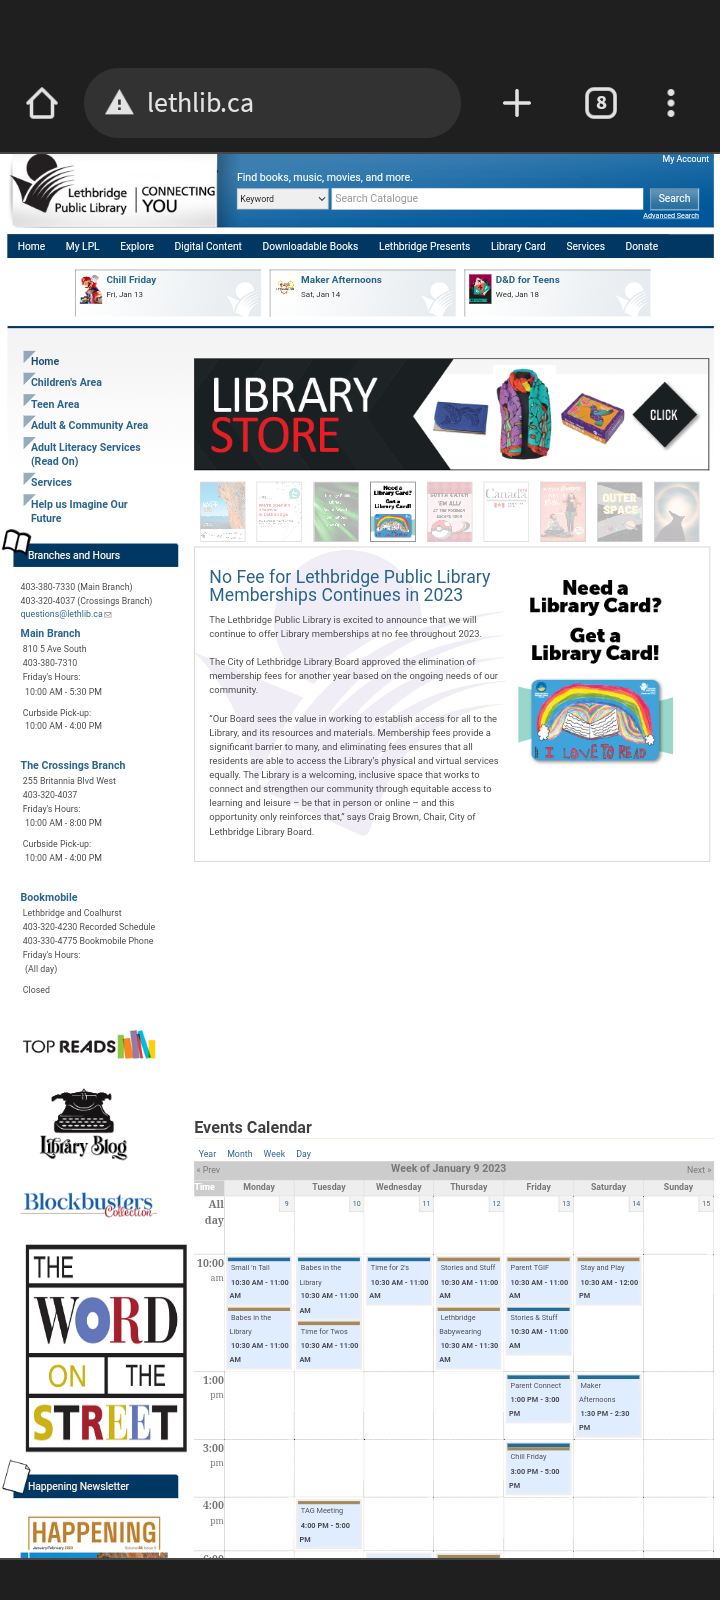 lethlib.ca
8
My Account
Lethbridge
Public Library
CONNECTING
YOU
Find books, music, movies, and more.
Keyword
Search Catalogue
Search
Advanced Search
Home My LPL Explore Digital Content Downloadable Books Lethbridge Presents Library Card Services Donate
Chill Friday
Fri, Jan 13
Maker Afternoons
Sat, Jan 14
D&D for Teens
Wed, Jan 18
Home
Children's Area
Teen Area
Adult & Community Area
Adult Literacy Services
(Read On)
Services
Help us Imagine Our
Future
LIBRARY
STORE
CLICK
Need a
Library Card?
Get a
Library Card!
GOTTA CATCH
'EM ALL!
Canada
OUTER
SPACE
Branches and Hours
403-380-7330 (Main Branch)
403-320-4037 (Crossings Branch)
questions@lethlib.ca
Main Branch
810 5 Ave South
403-380-7310
Friday's Hours:
10:00 AM - 5:30 PM
Curbside Pick-up:
10:00 AM - 4:00 PM
The Crossings Branch
255 Britannia Blvd West
403-320-4037
Friday's Hours:
10:00 AM - 8:00 PM
Curbside Pick-up:
10:00 AM - 4:00 PM
Bookmobile
Lethbridge and Coalhurst
403-320-4230 Recorded Schedule
403-330-4775 Bookmobile Phone
Friday's Hours:
(All day)
Closed
No Fee for Lethbridge Public Library
Memberships Continues in 2023
The Lethbridge Public Library is excited to announce that we will
continue to offer Library memberships at no fee throughout 2023.
The City of Lethbridge Library Board approved the elimination of
membership fees for another year based on the ongoing needs of our
community.
"Our Board sees the value in working to establish access for all to the
Library, and its resources and materials. Membership fees provide a
significant barrier to many, and eliminating fees ensures that all
residents are able to access the Library's physical and virtual services
equally. The Library is a welcoming, inclusive space that works to
connect and strengthen our community through equitable access to
learning and leisure – be that in person or online – and this
opportunity only reinforces that," says Craig Brown, Chair, City of
Lethbridge Library Board.
Need a
Library Card?
Get a
Library Card!
I LOVE TO READ
TOP READS
Library Blog
Blockbusters
Collection
THE
WORD
ON THE
STREET
Happening Newsletter
HAPPENING
January/February 2023
Events Calendar
Year Month Week Day
« Prev Week of January 9 2023 Next »
Time Monday Tuesday Wednesday Thursday Friday Saturday Sunday
All
day
9 10 11 12 13 14 15
10:00
am
Small 'n Tall
10:30 AM - 11:00
AM
Babes in the
Library
10:30 AM - 11:00
AM
Babes in the
Library
10:30 AM - 11:00
AM
Time for Twos
10:30 AM - 11:00
AM
Time for 2's
10:30 AM - 11:00
AM
Stories and Stuff
10:30 AM - 11:00
AM
Lethbridge
Babywearing
10:30 AM - 11:30
AM
Parent TGIF
10:30 AM - 11:00
AM
Stories & Stuff
10:30 AM - 11:00
AM
Stay and Play
10:30 AM - 12:00
PM
1:00
pm
Parent Connect
1:00 PM - 3:00
PM
Maker
Afternoons
1:30 PM - 2:30
PM
3:00
pm
Chill Friday
3:00 PM - 5:00
PM
4:00
pm
TAG Meeting
4:00 PM - 5:00
PM